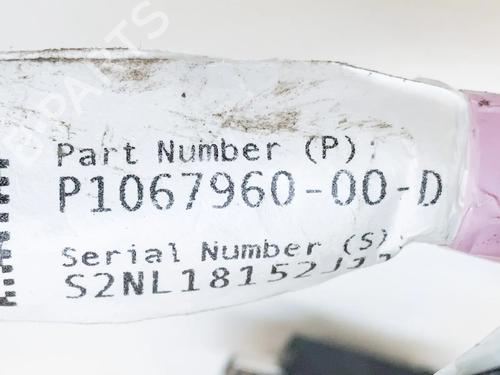 Part Number (P):
P1067960-00-D
Serial Number (S):